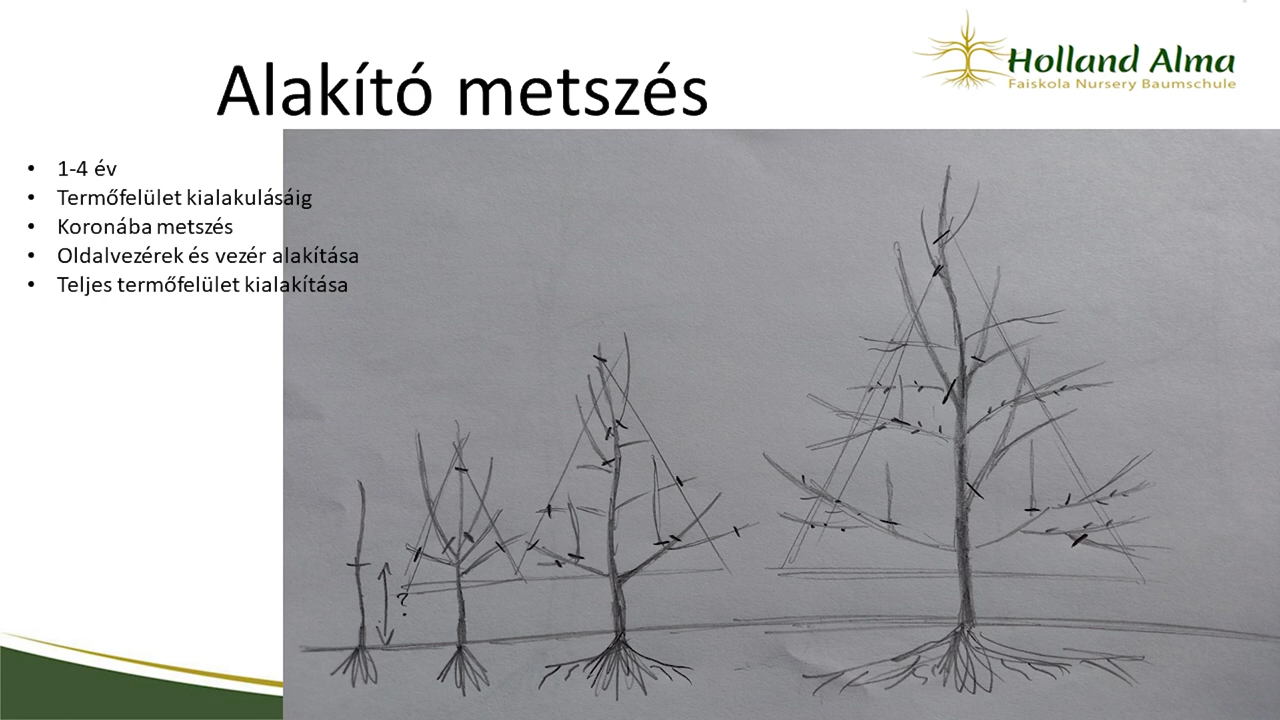 Holland Alma
Faiskola Nursery Baumschule
Alakító metszés
• 1-4 év
• Termőfelület kialakulásáig
• Koronába metszés
• Oldalvezérek és vezér alakítása
• Teljes termőfelület kialakítása
?